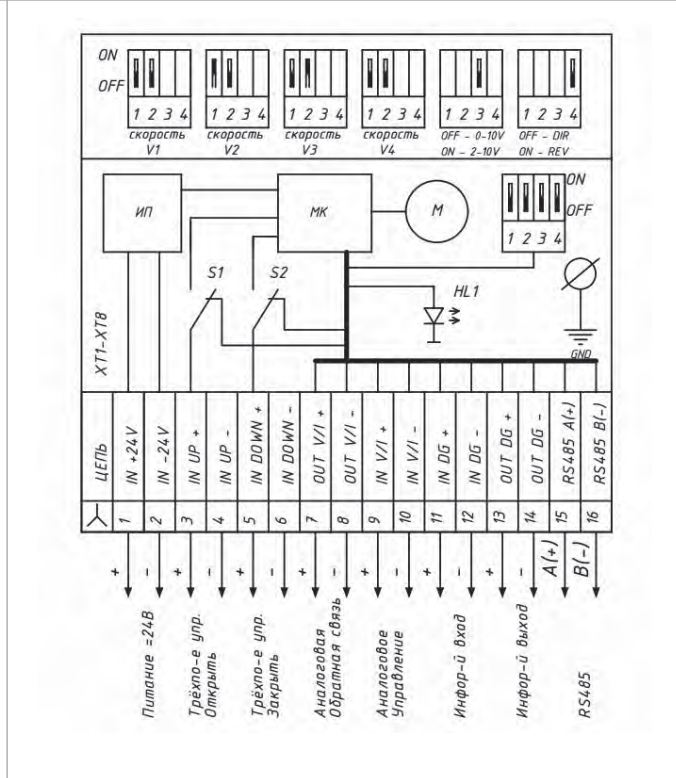 ON
OFF
1 2 3 4
1 2 3 4
1 2 3 4
1 2 3 4
1 2 3 4
1 2 3 4
скорость
V1
скорость
V2
скорость
V3
скорость
V4
OFF - 0-10V
ON - 2-10V
OFF - DIR
ON - REV
ИП
МК
М
ON
OFF
1 2 3 4
S1
S2
HL1
GND
XT1-XT8
ЦЕПЬ
IN +24V
IN -24V
IN UP +
IN UP -
IN DOWN +
IN DOWN -
OUT V/I +
OUT V/I -
IN V/I +
IN V/I -
IN DG +
IN DG -
OUT DG +
OUT DG -
RS485 A(+)
RS485 B(-)
1 2 3 4 5 6 7 8 9 10 11 12 13 14 15 16
+ - + - + - + - + - + - + - A(+) B(-)
Питание =24В
Трёхпо-е упр.
Открыть
Трёхпо-е упр.
Закрыть
Аналоговая
Обратная связь
Аналоговое
Управление
Инфор-й вход
Инфор-й выход
RS485